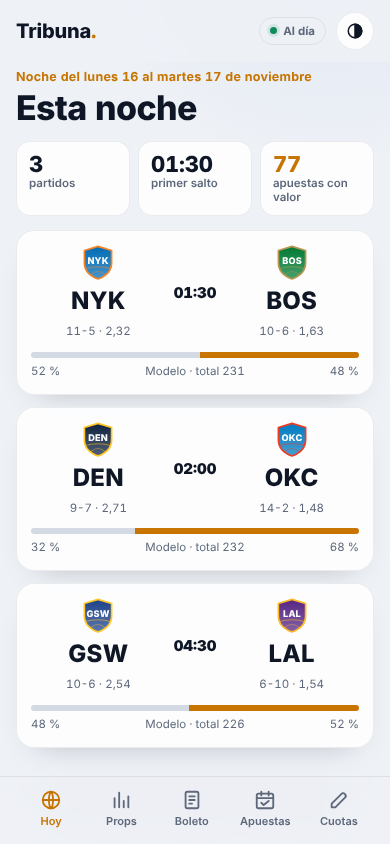 Tribuna.
Al día
Noche del lunes 16 al martes 17 de noviembre
Esta noche
3
partidos
01:30
primer salto
77
apuestas con
valor
NYK
BOS
NYK
01:30
BOS
11-5 · 2,32
10-6 · 1,63
52 %
Modelo · total 231
48 %
DEN
OKC
DEN
02:00
OKC
9-7 · 2,71
14-2 · 1,48
32 %
Modelo · total 232
68 %
GSW
LAL
GSW
04:30
LAL
10-6 · 2,54
6-10 · 1,54
48 %
Modelo · total 226
52 %
Hoy
Props
Boleto
Apuestas
Cuotas